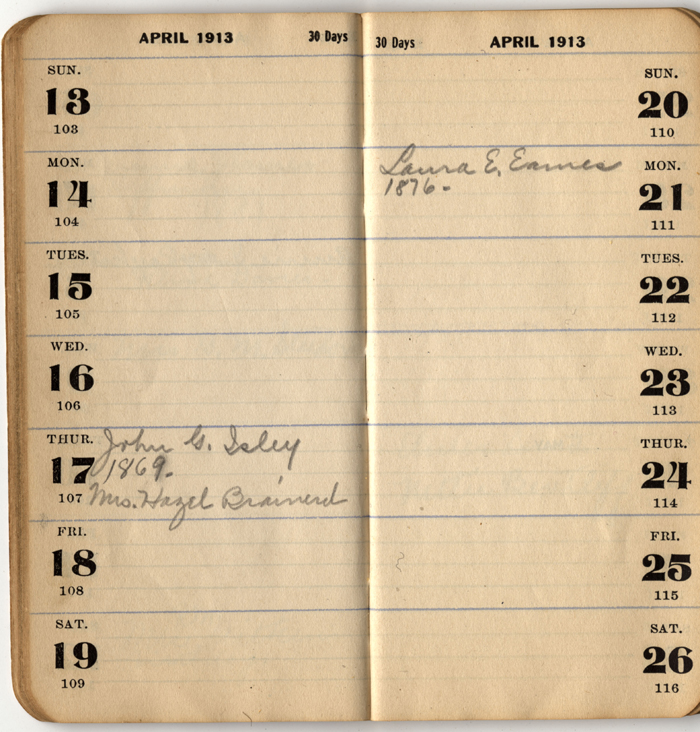 APRIL 1913 30 Days
SUN.
13
103
MON.
14
104
TUES.
15
105
WED.
16
106
THUR. John G. Isley
17 1869.
107 Mrs. Hazel Brainerd
FRI.
18
108
SAT.
19
109
30 Days APRIL 1913
SUN.
20
110
Laura E. Eames MON.
1876. 21
111
TUES.
22
112
WED.
23
113
THUR.
24
114
FRI.
25
115
SAT.
26
116